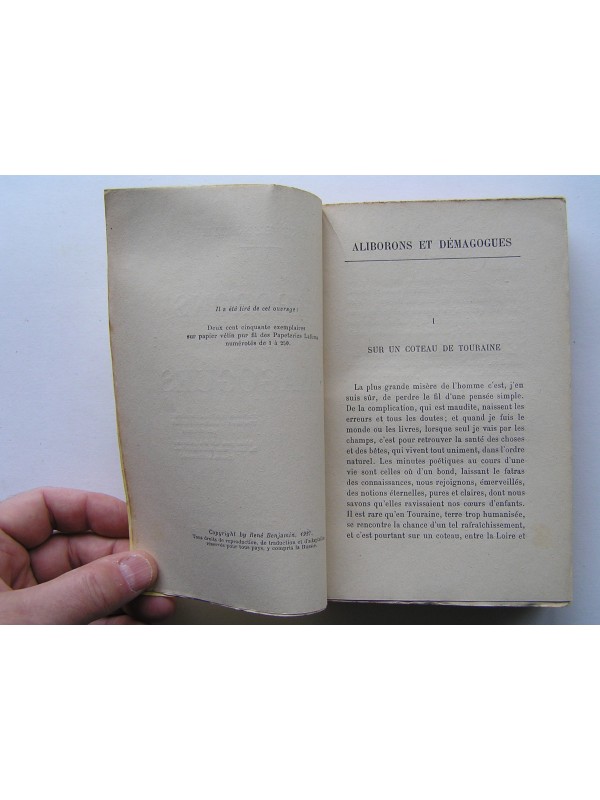 Il a été tiré de cet ouvrage :
Deux cent cinquante exemplaires
sur papier vélin pur fil des Papeteries Lafuma
numérotés de 1 à 250.
Copyright by René Benjamin, 1927.
Tous droits de reproduction, de traduction et d'adaptation
réservés pour tous pays, y compris la Russie.
ALIBORONS ET DÉMAGOGUES
I
SUR UN COTEAU DE TOURAINE
La plus grande misère de l'homme c'est, j'en
suis sûr, de perdre le fil d'une pensée simple.
De la complication, qui est maudite, naissent les
erreurs et tous les doutes; et quand je fuis le
monde ou les livres, lorsque seul je vais par les
champs, c'est pour retrouver la santé des choses
et des bêtes, qui vivent tout uniment, dans l'ordre
naturel. Les minutes poétiques au cours d'une
vie sont celles où d'un bond, laissant le fatras
des connaissances, nous rejoignons, émerveillés,
des notions éternelles, pures et claires, dont nous
savons qu'elles ravissaient nos cœurs d'enfants.
Il est rare qu'en Touraine, terre trop humanisée,
se rencontre la chance d'un tel rafraîchissement,
et c'est pourtant sur un coteau, entre la Loire et